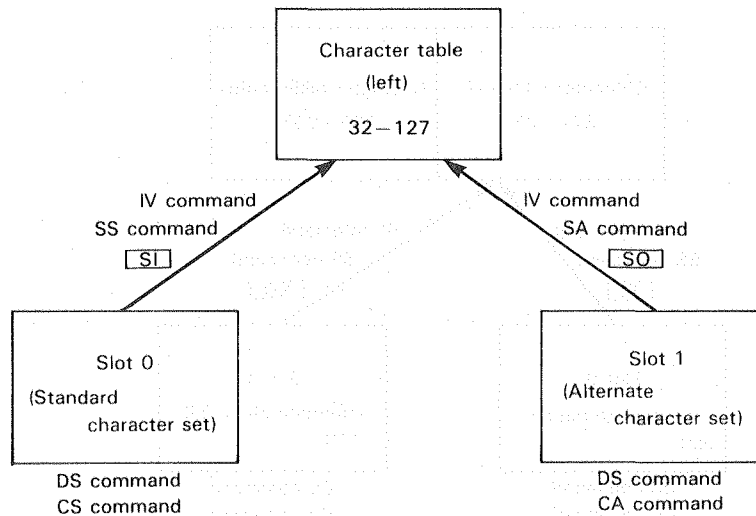 Character table
(left)
32–127
IV command
SS command
SI
IV command
SA command
SO
Slot 0
(Standard
character set)
DS command
CS command
Slot 1
(Alternate
character set)
DS command
CA command